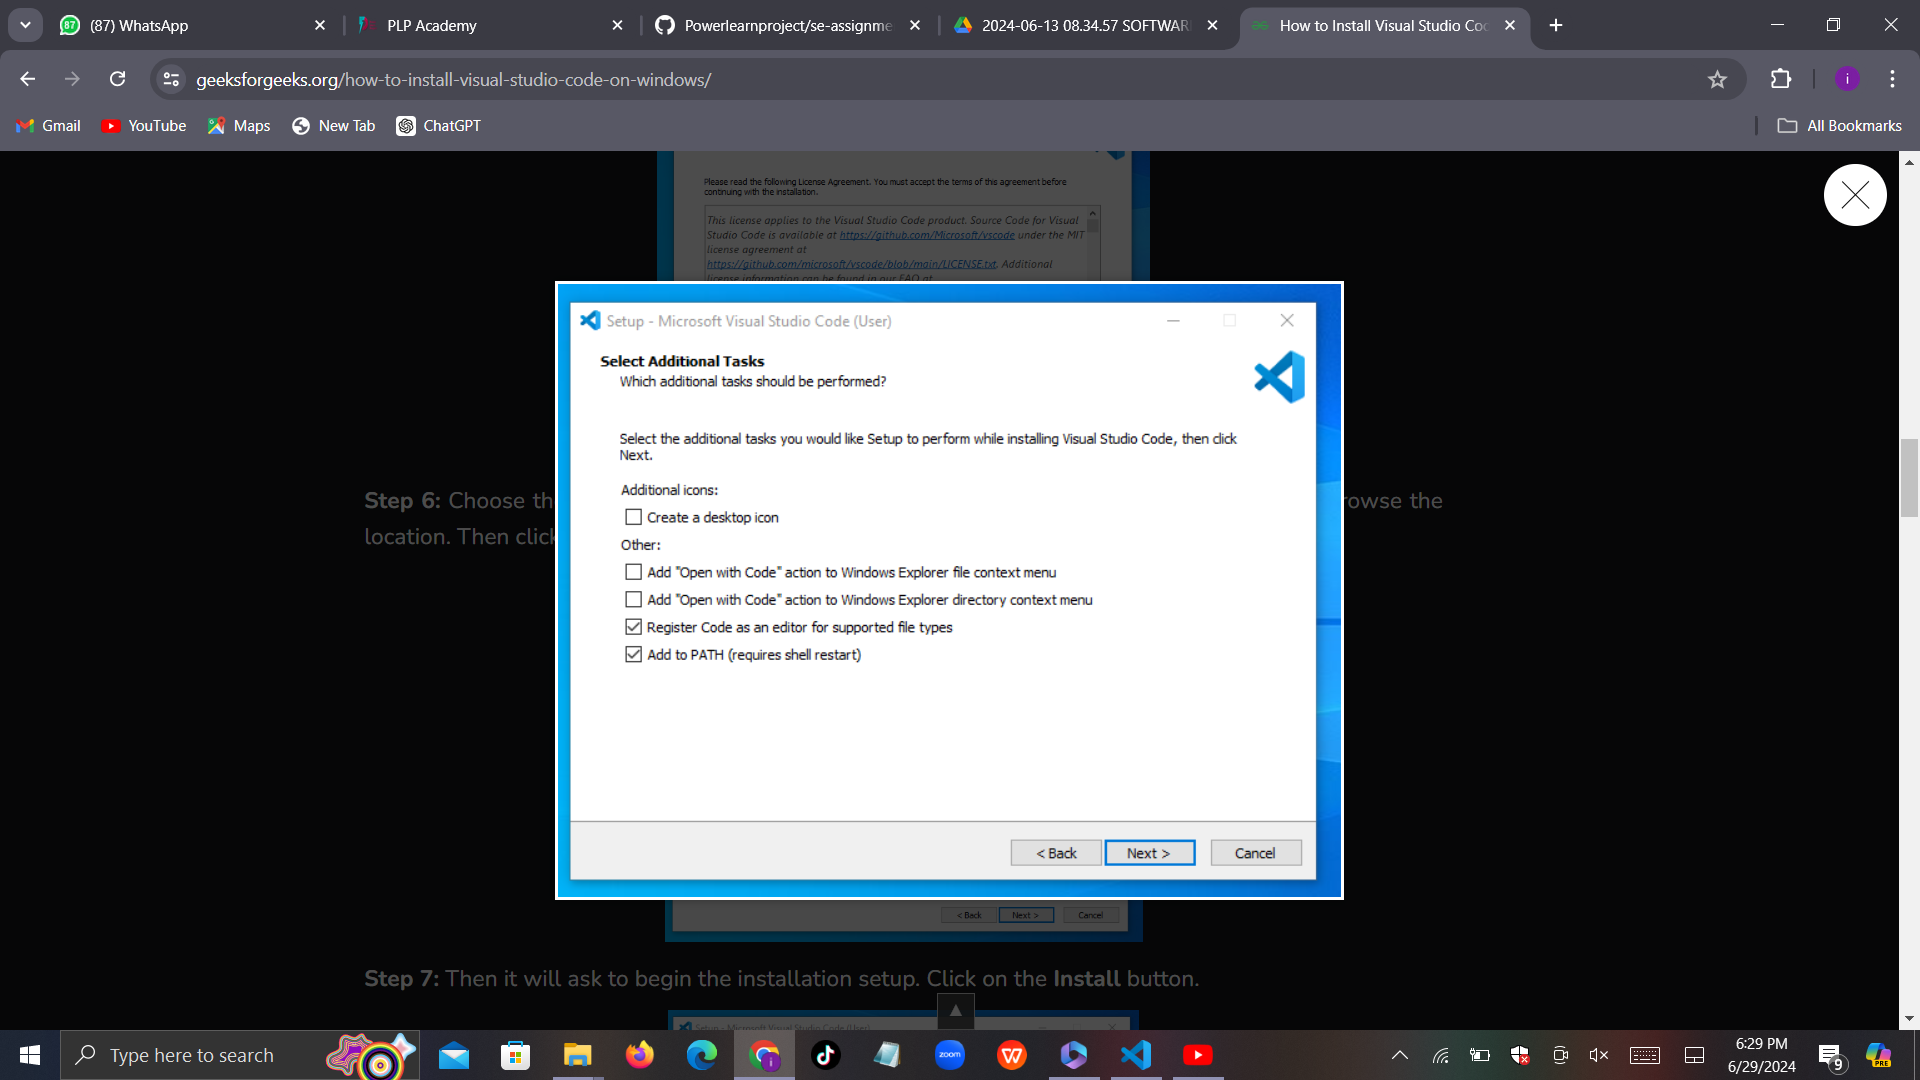 (87) WhatsApp
PLP Academy
Powerlearnproject/se-assignme
2024-06-13 08.34.57 SOFTWAR
How to Install Visual Studio Co
geeksforgeeks.org/how-to-install-visual-studio-code-on-windows/
i
Gmail
YouTube
Maps
New Tab
ChatGPT
All Bookmarks
Please read the following License Agreement. You must accept the terms of this agreement before
continuing with the installation.
This license applies to the Visual Studio Code product. Source Code for Visual
Studio Code is available at https://github.com/Microsoft/vscode under the MIT
license agreement at
https://github.com/microsoft/vscode/blob/main/LICENSE.txt. Additional
license information can be found in our FAQ at
Setup - Microsoft Visual Studio Code (User)
Select Additional Tasks
Which additional tasks should be performed?
Select the additional tasks you would like Setup to perform while installing Visual Studio Code, then click
Next.
Additional icons:
Create a desktop icon
Other:
Add "Open with Code" action to Windows Explorer file context menu
Add "Open with Code" action to Windows Explorer directory context menu
Register Code as an editor for supported file types
Add to PATH (requires shell restart)
< Back
Next >
Cancel
Step 6: Choose th
rowse the
location. Then click
< Back
Next >
Cancel
Step 7: Then it will ask to begin the installation setup. Click on the Install button.
Setup - Microsoft Visual Studio Code (User)
Type here to search
zoom
6:29 PM
6/29/2024
9
PRE